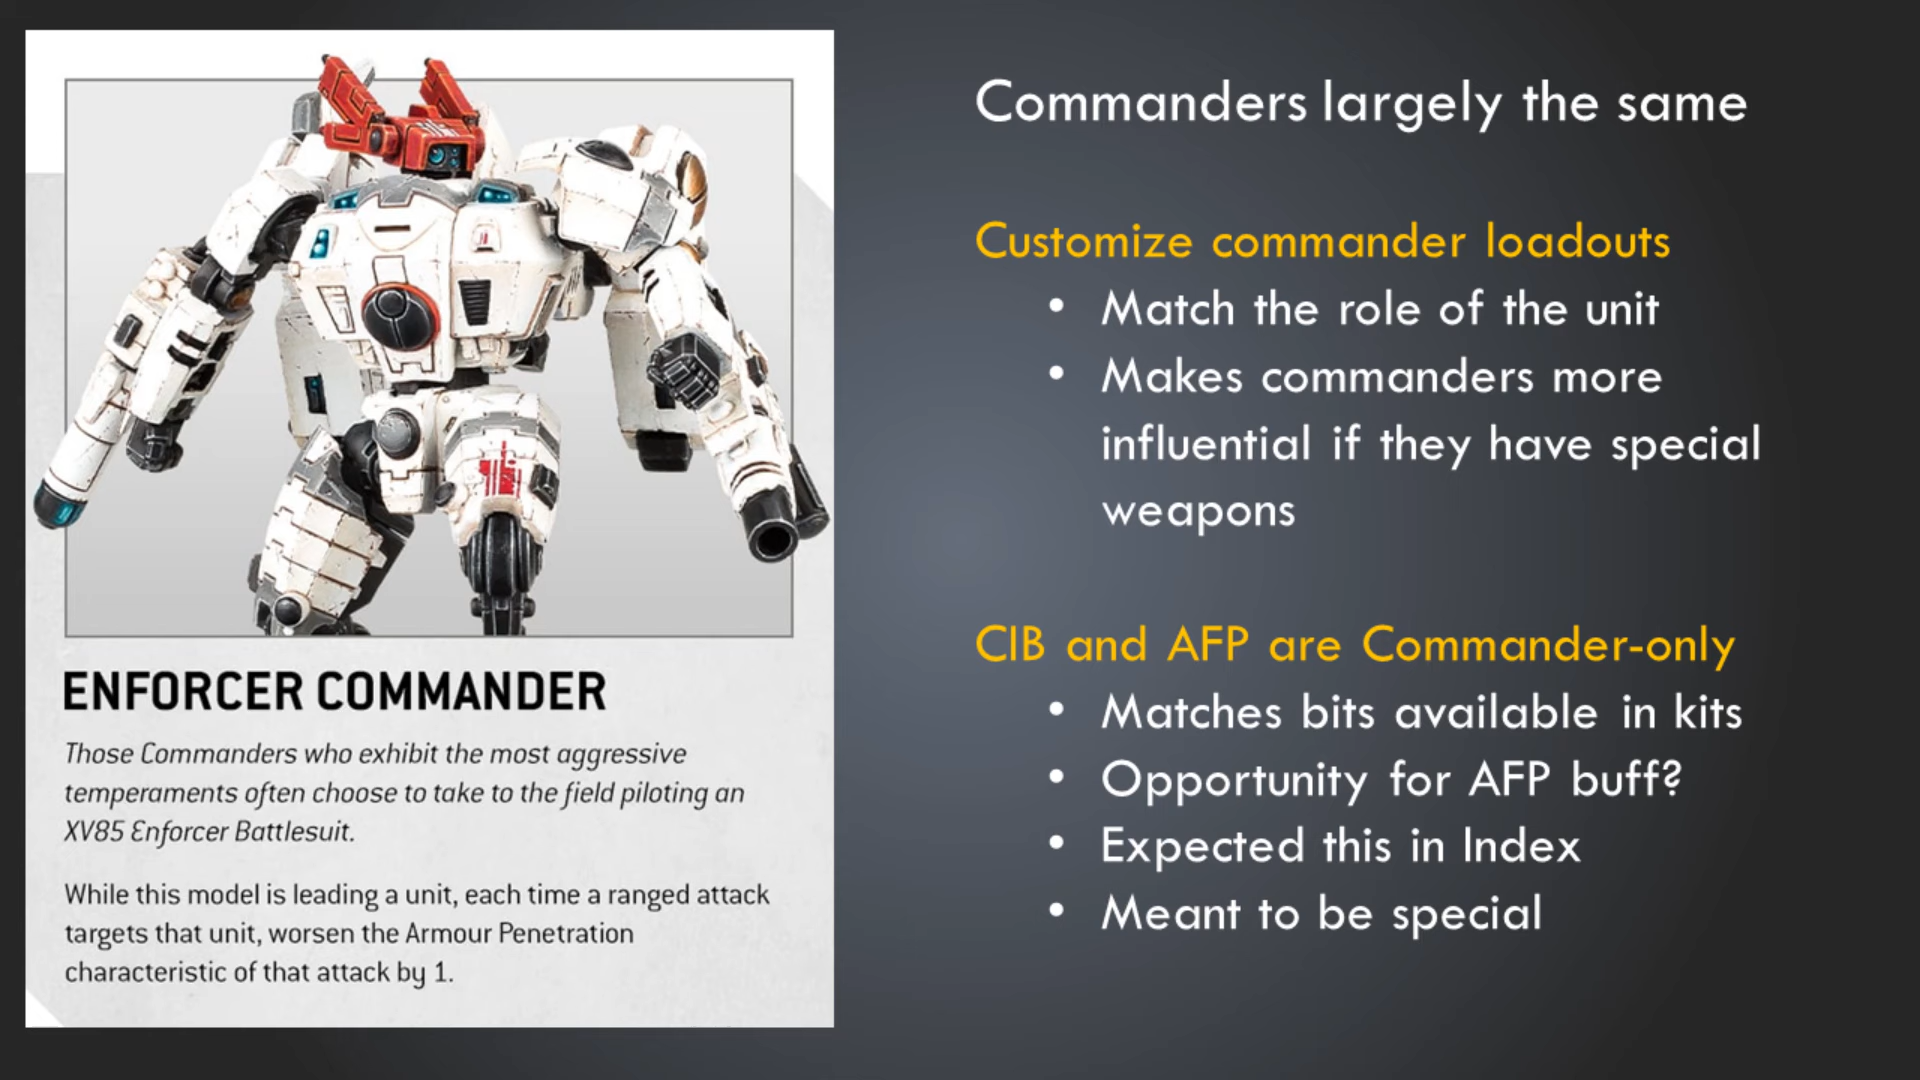 ENFORCER COMMANDER
Those Commanders who exhibit the most aggressive
temperaments often choose to take to the field piloting an
XV85 Enforcer Battlesuit.
While this model is leading a unit, each time a ranged attack
targets that unit, worsen the Armour Penetration
characteristic of that attack by 1.
Commanders largely the same
Customize commander loadouts
• Match the role of the unit
• Makes commanders more
influential if they have special
weapons
CIB and AFP are Commander-only
• Matches bits available in kits
• Opportunity for AFP buff?
• Expected this in Index
• Meant to be special